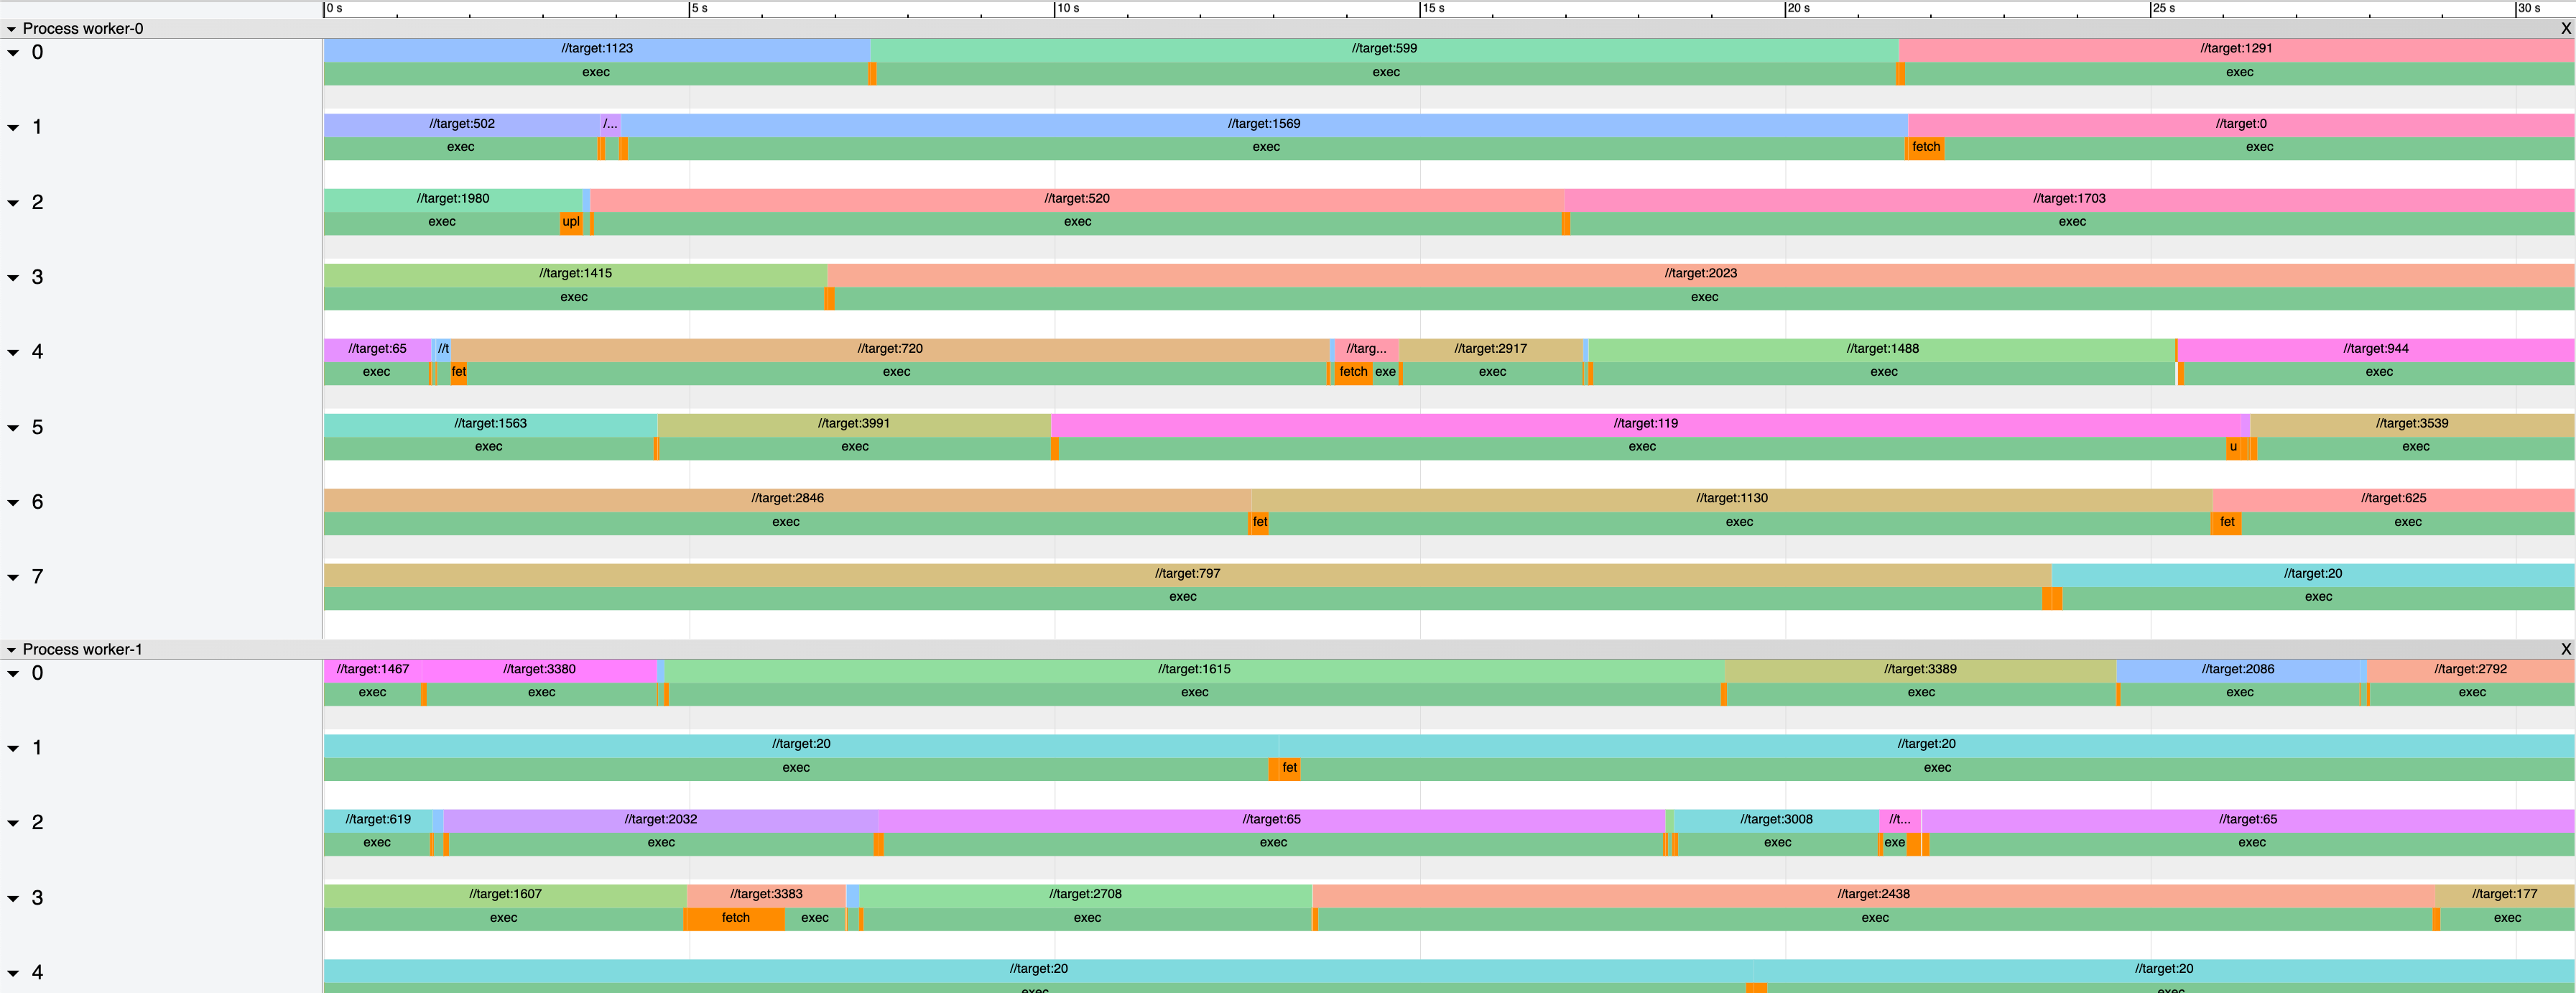 0 s 5 s 10 s 15 s 20 s 25 s 30 s
Process worker-0 X
0 //target:1123 //target:599 //target:1291
exec exec exec
1 //target:502 /... //target:1569 //target:0
exec exec fetch exec
2 //target:1980 //target:520 //target:1703
exec upl exec exec
3 //target:1415 //target:2023
exec exec
4 //target:65 //t //target:720 //targ... //target:2917 //target:1488 //target:944
exec fet exec fetch exe exec exec exec
5 //target:1563 //target:3991 //target:119 //target:3539
exec exec exec u exec
6 //target:2846 //target:1130 //target:625
exec fet exec fet exec
7 //target:797 //target:20
exec exec
Process worker-1 X
0 //target:1467 //target:3380 //target:1615 //target:3389 //target:2086 //target:2792
exec exec exec exec exec exec
1 //target:20 //target:20
exec fet exec
2 //target:619 //target:2032 //target:65 //target:3008 //t... //target:65
exec exec exec exec exe exec
3 //target:1607 //target:3383 //target:2708 //target:2438 //target:177
exec fetch exec exec exec exec
4 //target:20 //target:20
exec exec